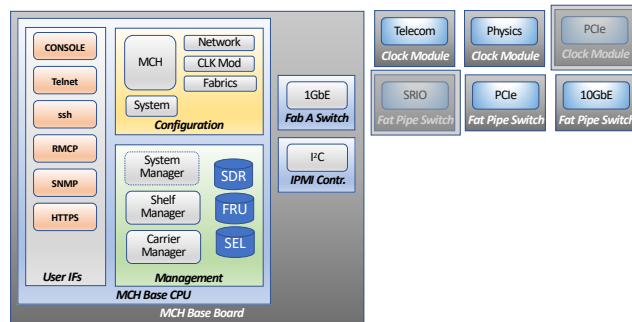 CONSOLE
Telnet
ssh
RMCP
SNMP
HTTPS
User IFs
MCH
Network
CLK Mod
Fabrics
System
Configuration
System
Manager
Shelf
Manager
Carrier
Manager
SDR
FRU
SEL
Management
MCH Base CPU
1GbE
Fab A Switch
I²C
IPMI Contr.
MCH Base Board
Telecom
Clock Module
Physics
Clock Module
PCIe
Clock Module
SRIO
Fat Pipe Switch
PCIe
Fat Pipe Switch
10GbE
Fat Pipe Switch